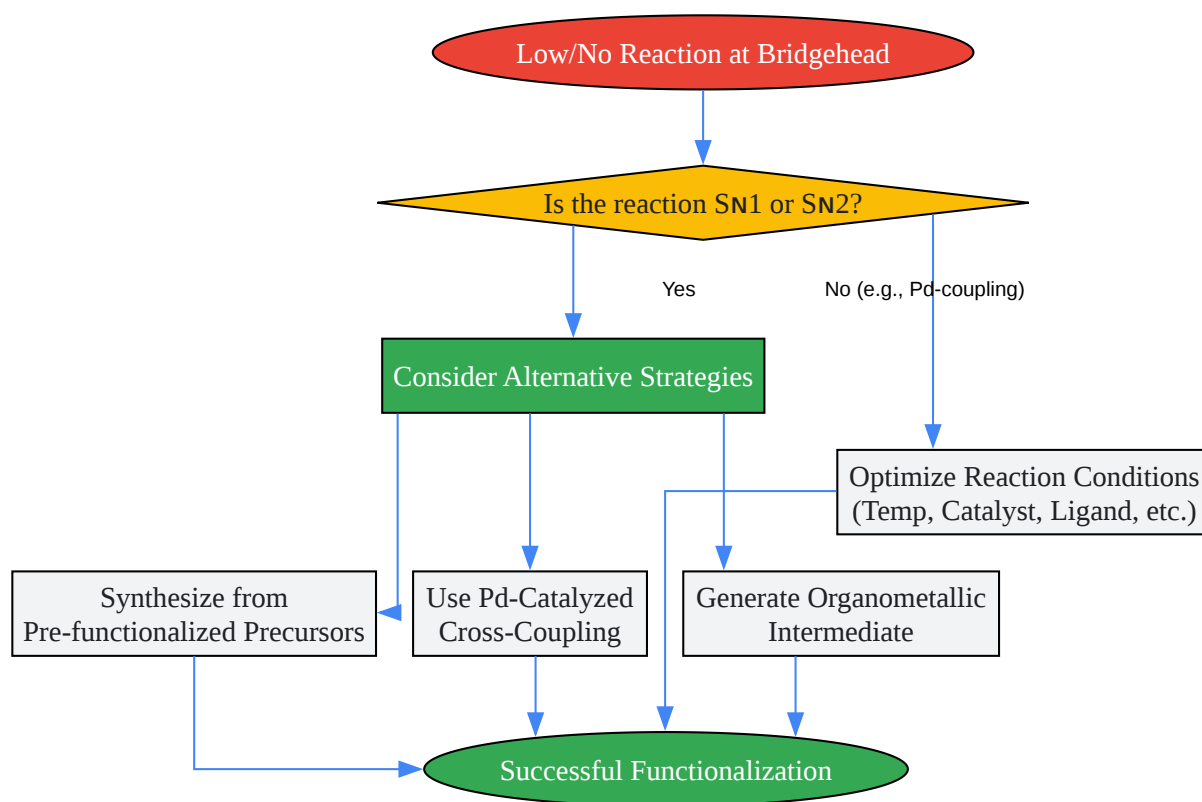 Low/No Reaction at Bridgehead
Is the reaction Sɴ1 or Sɴ2?
Yes
No (e.g., Pd-coupling)
Consider Alternative Strategies
Optimize Reaction Conditions
(Temp, Catalyst, Ligand, etc.)
Synthesize from
Pre-functionalized Precursors
Use Pd-Catalyzed
Cross-Coupling
Generate Organometallic
Intermediate
Successful Functionalization